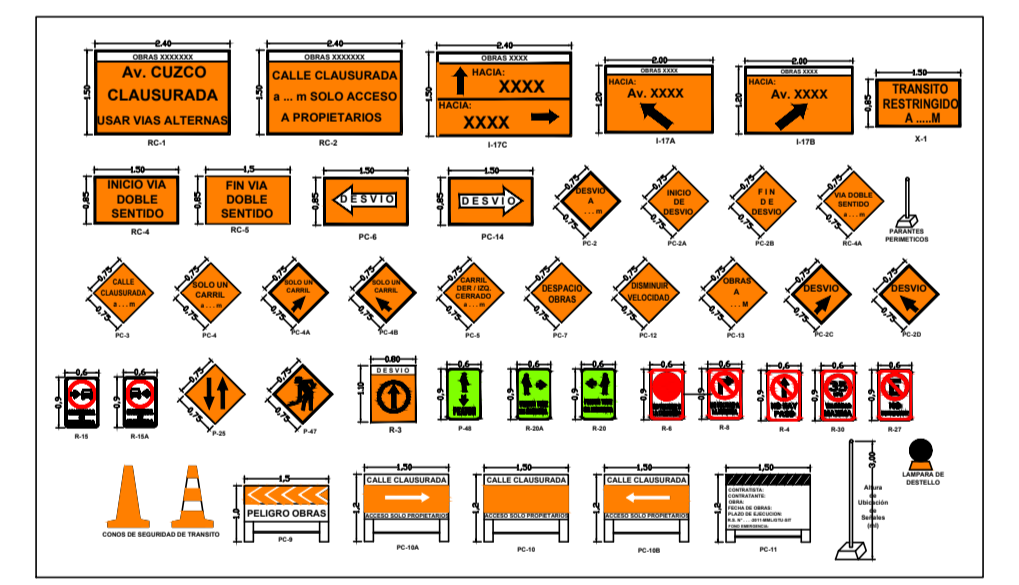 2.40
1.50
OBRAS XXXXXXX
Av. CUZCO
CLAUSURADA
USAR VIAS ALTERNAS
RC-1
2.40
1.50
OBRAS XXXXXXX
CALLE CLAUSURADA
a ... m SOLO ACCESO
A PROPIETARIOS
RC-2
2.40
1.50
OBRAS XXXX
HACIA:
XXXX
HACIA:
XXXX
I-17C
2.00
1.20
OBRAS XXXX
HACIA:
Av. XXXX
I-17A
2.00
1.20
OBRAS XXXX
HACIA:
Av. XXXX
I-17B
1.50
0,85
TRANSITO
RESTRINGIDO
A .....M
X-1
1.50
0,85
INICIO VIA
DOBLE
SENTIDO
RC-4
1,5
0,85
FIN VIA
DOBLE
SENTIDO
RC-5
1.50
0,85
DESVIO
PC-6
1.50
0,85
DESVIO
PC-14
0,75
0,75
DESVIO
A
. . . m
PC-2
0,75
0,75
INICIO
DE
DESVIO
PC-2A
0,75
0,75
F I N
D E
DESVIO
PC-2B
0,75
0,75
VIA DOBLE
SENTIDO
a . . . m
RC-4A
PARANTES
PERIMETICOS
0,75
0,75
CALLE
CLAUSURADA
a . . . m
PC-3
0,75
0,75
SOLO UN
CARRIL
a . . . m
PC-4
0,75
0,75
SOLO UN
CARRIL
PC-4A
0,75
0,75
SOLO UN
CARRIL
PC-4B
0,75
0,75
CARRIL
DER / IZQ.
CERRADO
a . . . m
PC-5
0,75
0,75
DESPACIO
OBRAS
PC-7
0,75
0,75
DISMINUIR
VELOCIDAD
PC-12
0,75
0,75
OBRAS
A
. . . M
PC-13
0,75
0,75
DESVIO
PC-2C
0,75
0,75
DESVIO
PC-2D
0,6
0,9
R-15
0,6
0,9
R-15A
0,75
0,75
P-25
0,75
0,75
P-47
0.80
1.10
D E S V I O
R-3
0,6
0,9
P-48
0,6
0,9
R-20A
0,6
0,9
R-20
0,6
0,9
R-6
0,6
0,9
R-8
0,6
0,9
NO HAY
PASO
R-4
0,6
0,9
35
MAXIMA
R-30
0,6
0,9
NO
R-27
CONOS DE SEGURIDAD DE TRANSITO
1,5
1,0
PELIGRO OBRAS
PC-9
1,50
1,2
CALLE CLAUSURADA
ACCESO SOLO PROPIETARIOS
PC-10A
1,50
1,2
CALLE CLAUSURADA
ACCESO SOLO PROPIETARIOS
PC-10
1,50
1,2
CALLE CLAUSURADA
ACCESO SOLO PROPIETARIOS
PC-10B
1,50
1,2
CONTRATISTA:
CONTRATANTE:
OBRA:
FECHA DE OBRAS:
PLAZO DE EJECUCION:
R.S. N°. . . .-2011-MML/GTU-SIT
FONO EMERGENCIA:
PC-11
3,00
Altura
de
Ubicación
de
Señales
(ml)
LAMPARA DE
DESTELLO